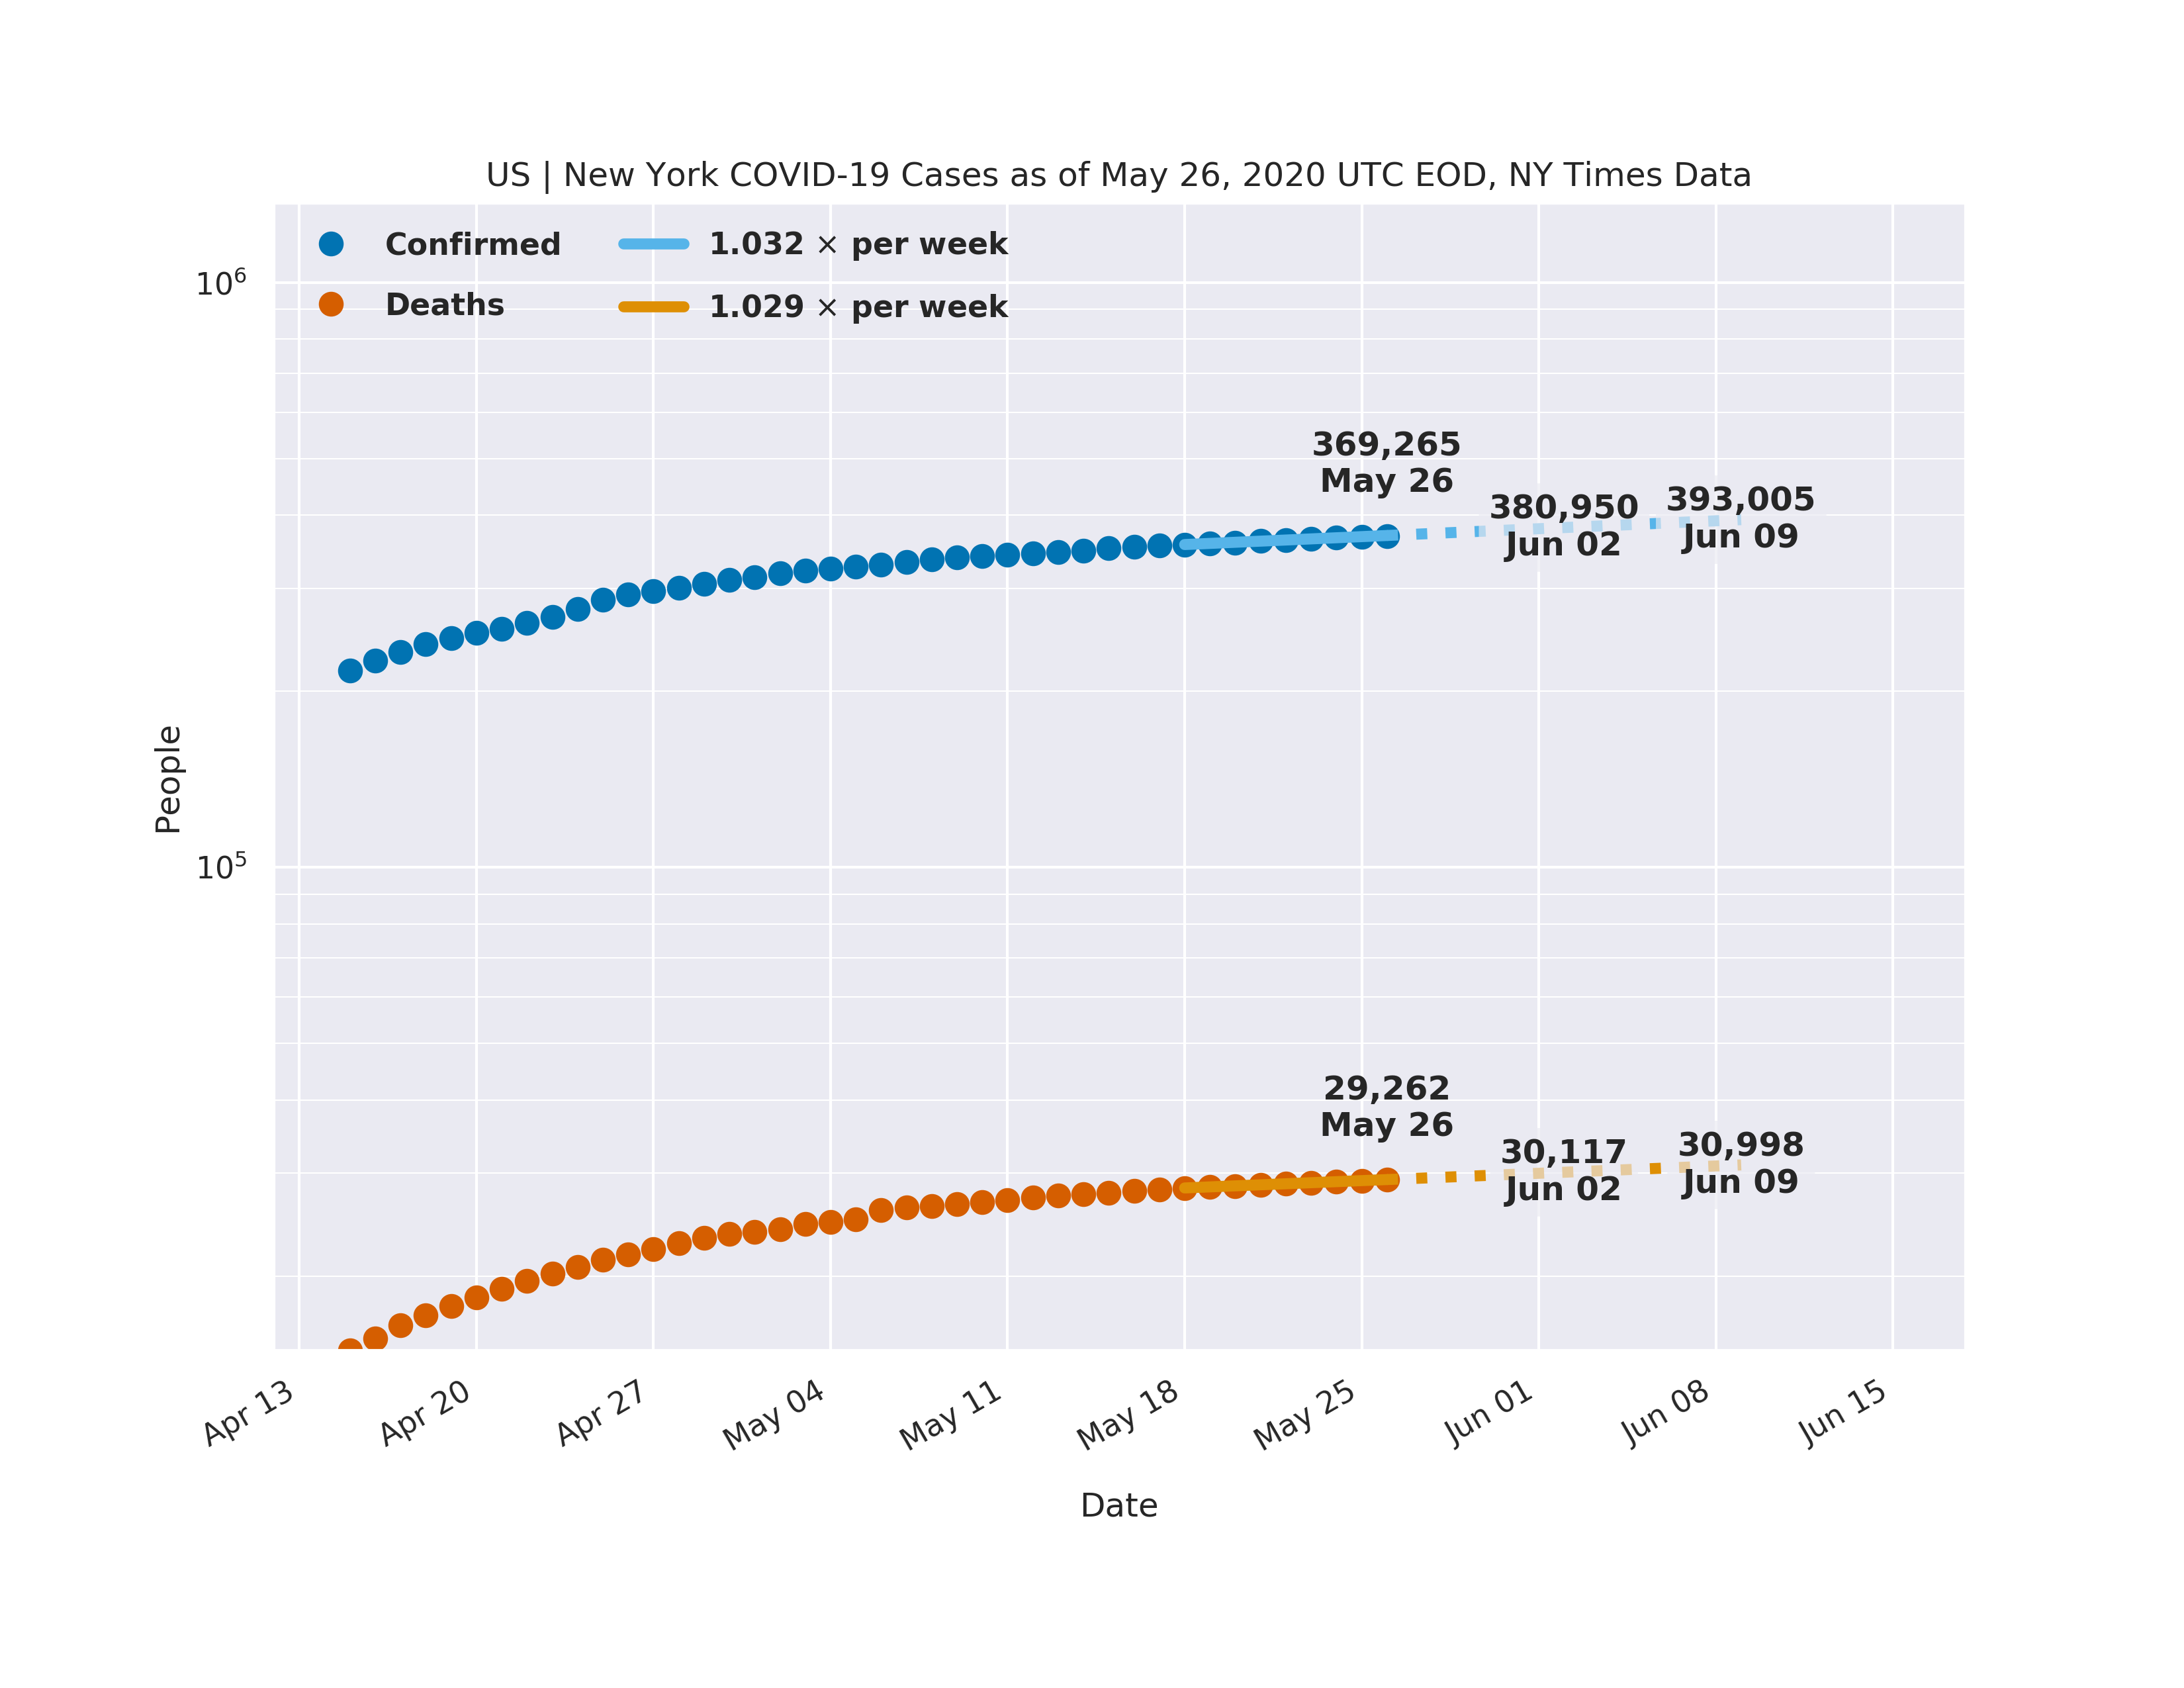 US | New York COVID-19 Cases as of May 26, 2020 UTC EOD, NY Times Data
Confirmed
Deaths
1.032 × per week
1.029 × per week
10⁶
10⁵
People
369,265
May 26
380,950
Jun 02
393,005
Jun 09
29,262
May 26
30,117
Jun 02
30,998
Jun 09
Apr 13
Apr 20
Apr 27
May 04
May 11
May 18
May 25
Jun 01
Jun 08
Jun 15
Date